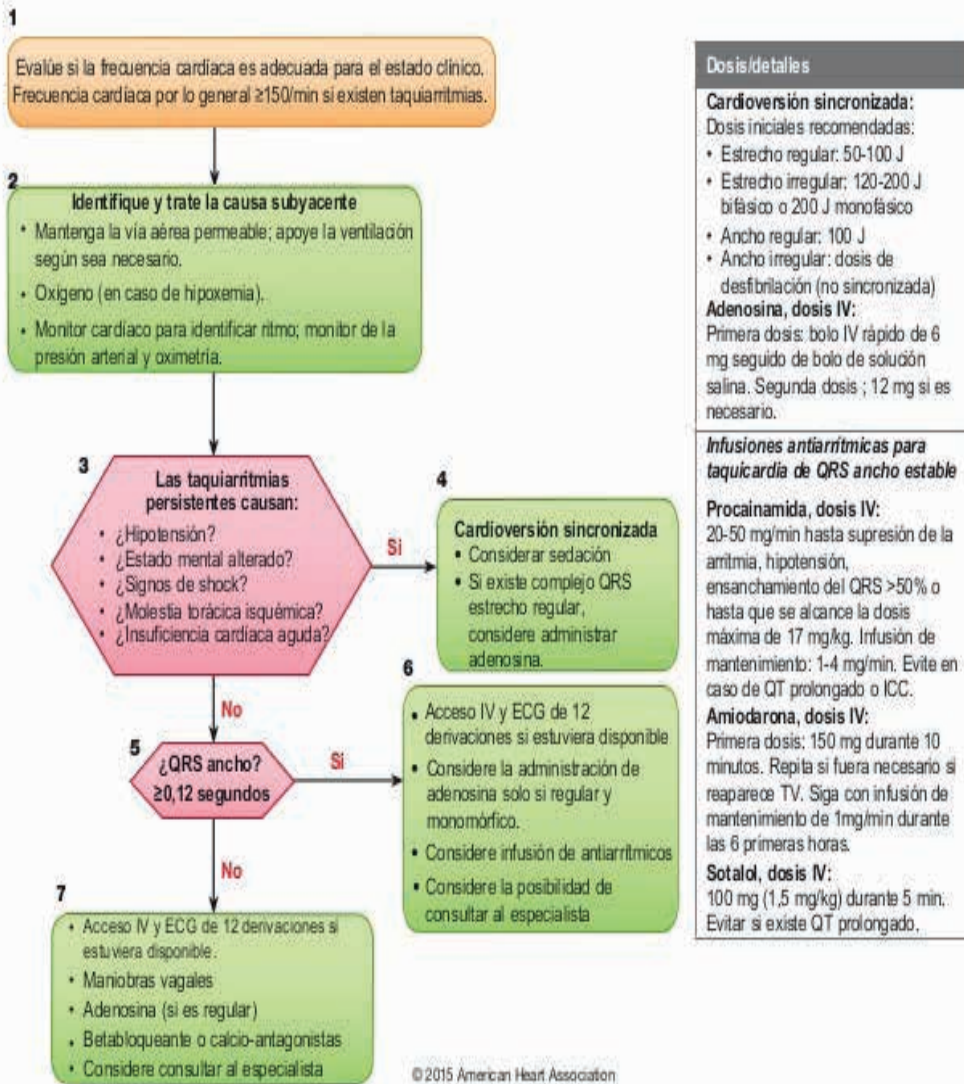 1
Evalúe si la frecuencia cardíaca es adecuada para el estado clínico.
Frecuencia cardíaca por lo general ≥150/min si existen taquiarritmias.
2
Identifique y trate la causa subyacente
• Mantenga la vía aérea permeable; apoye la ventilación
según sea necesario.
• Oxígeno (en caso de hipoxemia).
• Monitor cardíaco para identificar ritmo; monitor de la
presión arterial y oximetría.
3
Las taquiarritmias
persistentes causan:
• ¿Hipotensión?
• ¿Estado mental alterado?
• ¿Signos de shock?
• ¿Molestia torácica isquémica?
• ¿Insuficiencia cardíaca aguda?
Si
4
Cardioversión sincronizada
• Considerar sedación
• Si existe complejo QRS
estrecho regular,
considere administrar
adenosina.
No
5
¿QRS ancho?
≥0,12 segundos
Si
6
• Acceso IV y ECG de 12
derivaciones si estuviera disponible
• Considere la administración de
adenosina solo si regular y
monomórfico.
• Considere infusión de antiarrítmicos
• Considere la posibilidad de
consultar al especialista
No
7
• Acceso IV y ECG de 12 derivaciones si
estuviera disponible.
• Maniobras vagales
• Adenosina (si es regular)
• Betabloqueante o calcio-antagonistas
• Considere consultar al especialista
Dosis/detalles
Cardioversión sincronizada:
Dosis iniciales recomendadas:
• Estrecho regular: 50-100 J
• Estrecho irregular: 120-200 J
bifásico o 200 J monofásico
• Ancho regular: 100 J
• Ancho irregular: dosis de
desfibrilación (no sincronizada)
Adenosina, dosis IV:
Primera dosis: bolo IV rápido de 6
mg seguido de bolo de solución
salina. Segunda dosis ; 12 mg si es
necesario.
Infusiones antiarrítmicas para
taquicardia de QRS ancho estable
Procainamida, dosis IV:
20-50 mg/min hasta supresión de la
arritmia, hipotensión,
ensanchamiento del QRS >50% o
hasta que se alcance la dosis
máxima de 17 mg/kg. Infusión de
mantenimiento: 1-4 mg/min. Evite en
caso de QT prolongado o ICC.
Amiodarona, dosis IV:
Primera dosis: 150 mg durante 10
minutos. Repita si fuera necesario si
reaparece TV. Siga con infusión de
mantenimiento de 1mg/min durante
las 6 primeras horas.
Sotalol, dosis IV:
100 mg (1,5 mg/kg) durante 5 min.
Evitar si existe QT prolongado.
© 2015 American Heart Association